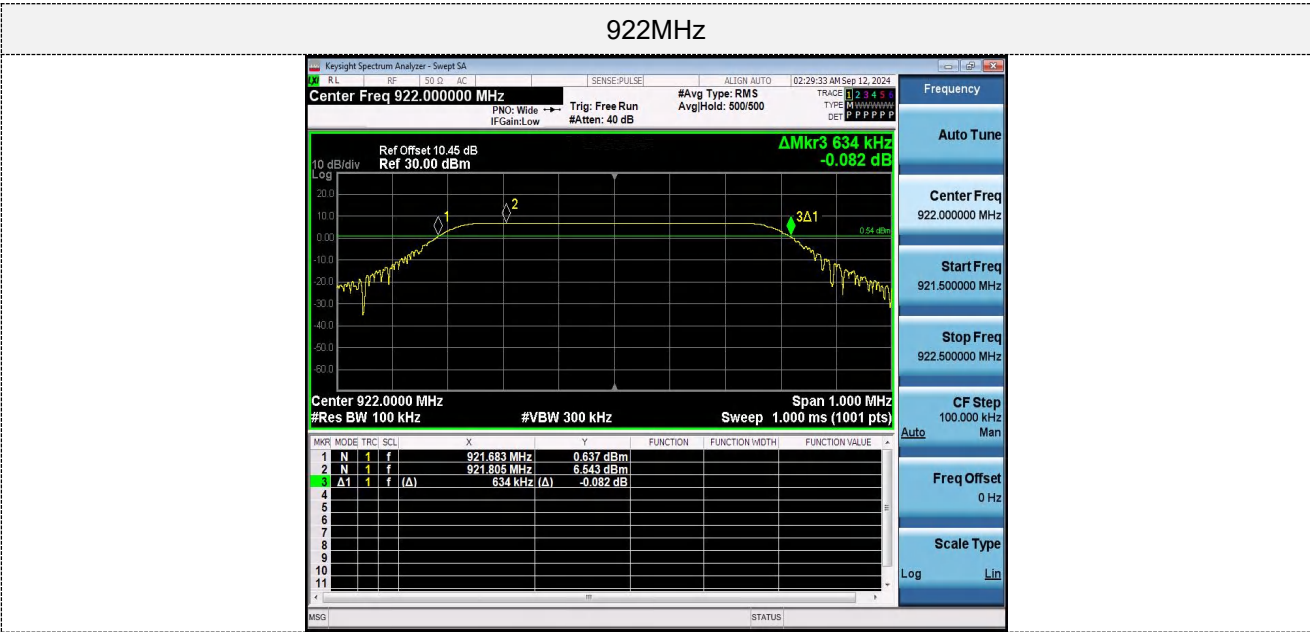 922MHz
Keysight Spectrum Analyzer - Swept SA
RL RF 50 Ω AC SENSE:PULSE ALIGN AUTO 02:29:33 AM Sep 12, 2024
Center Freq 922.000000 MHz #Avg Type: RMS TRACE 1 2 3 4 5 6
PNO: Wide Trig: Free Run Avg|Hold: 500/500 TYPE M WWWWW
IFGain:Low #Atten: 40 dB DET P P P P P P
ΔMkr3 634 kHz
-0.082 dB
Ref Offset 10.45 dB
10 dB/div Ref 30.00 dBm
Log
20.0
10.0
0.00
-10.0
-20.0
-30.0
-40.0
-50.0
-60.0
1
2
3Δ1
0.54 dBm
Center 922.0000 MHz Span 1.000 MHz
#Res BW 100 kHz #VBW 300 kHz Sweep 1.000 ms (1001 pts)
MKR MODE TRC SCL X Y FUNCTION FUNCTION WIDTH FUNCTION VALUE
1 N 1 f 921.683 MHz 0.637 dBm
2 N 1 f 921.805 MHz 6.543 dBm
3 Δ1 1 f (Δ) 634 kHz (Δ) -0.082 dB
4
5
6
7
8
9
10
11
MSG STATUS
Frequency
Auto Tune
Center Freq
922.000000 MHz
Start Freq
921.500000 MHz
Stop Freq
922.500000 MHz
CF Step
100.000 kHz
Auto Man
Freq Offset
0 Hz
Scale Type
Log Lin